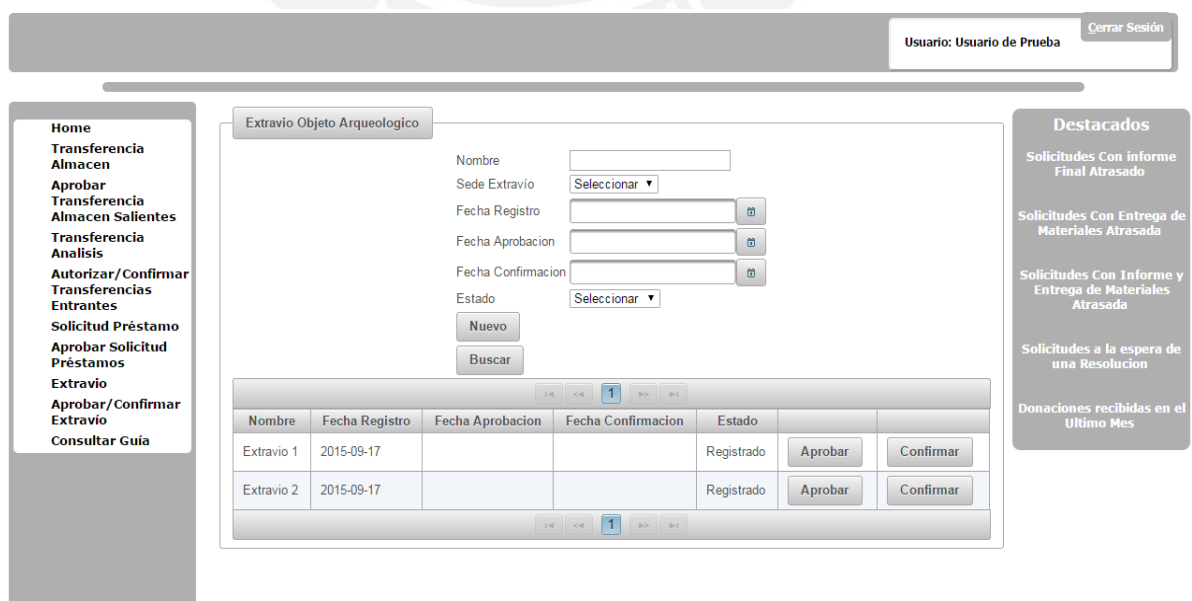 Cerrar Sesión
Usuario: Usuario de Prueba
Home
Transferencia
Almacen
Aprobar
Transferencia
Almacen Salientes
Transferencia
Analisis
Autorizar/Confirmar
Transferencias
Entrantes
Solicitud Préstamo
Aprobar Solicitud
Préstamos
Extravio
Aprobar/Confirmar
Extravío
Consultar Guía
Extravio Objeto Arqueologico
Nombre
Sede Extravío Seleccionar
Fecha Registro
Fecha Aprobacion
Fecha Confirmacion
Estado Seleccionar
Nuevo
Buscar
1
Nombre Fecha Registro Fecha Aprobacion Fecha Confirmacion Estado
Extravio 1 2015-09-17 Registrado Aprobar Confirmar
Extravio 2 2015-09-17 Registrado Aprobar Confirmar
1
Destacados
Solicitudes Con informe
Final Atrasado
Solicitudes Con Entrega de
Materiales Atrasada
Solicitudes Con Informe y
Entrega de Materiales
Atrasada
Solicitudes a la espera de
una Resolucion
Donaciones recibidas en el
Ultimo Mes